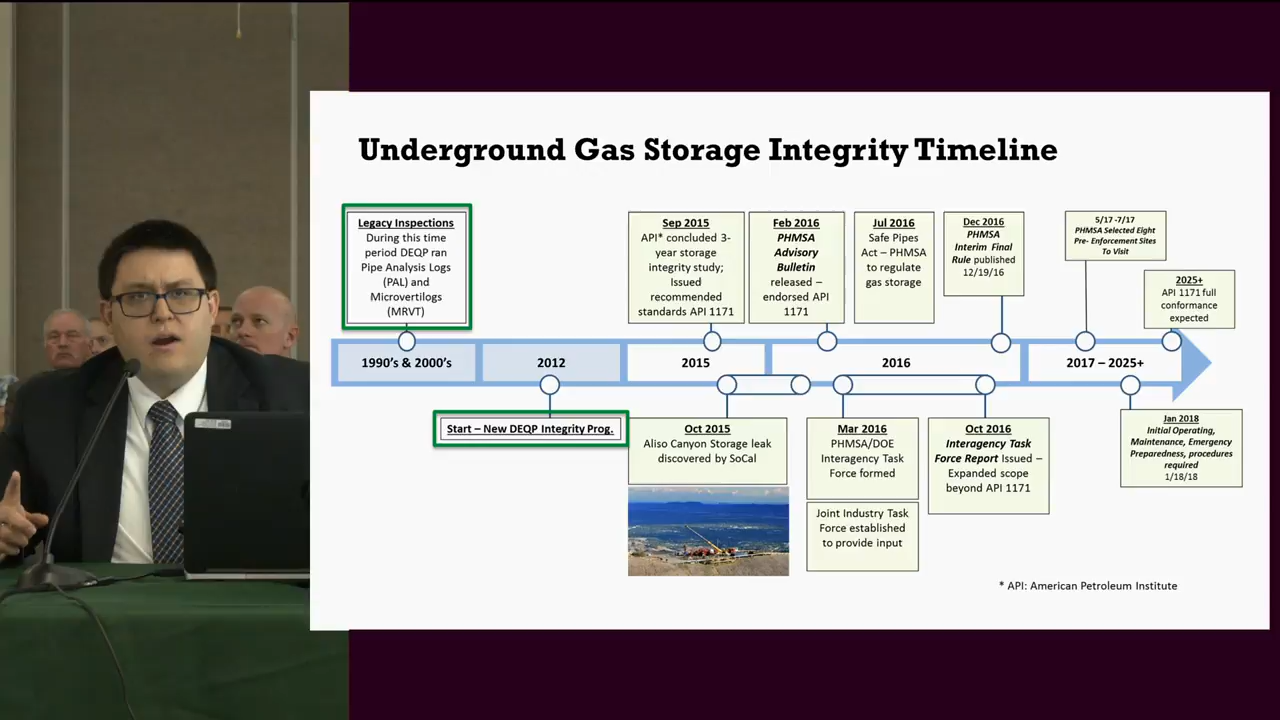 Underground Gas Storage Integrity Timeline
Legacy Inspections
During this time
period DEQP ran
Pipe Analysis Logs
(PAL) and
Microvertilogs
(MRVT)
Sep 2015
API* concluded 3-
year storage
integrity study;
Issued
recommended
standards API 1171
Feb 2016
PHMSA
Advisory
Bulletin
released –
endorsed API
1171
Jul 2016
Safe Pipes
Act – PHMSA
to regulate
gas storage
Dec 2016
PHMSA
Interim Final
Rule published
12/19/16
5/17 -7/17
PHMSA Selected Eight
Pre- Enforcement Sites
To Visit
2025+
API 1171 full
conformance
expected
1990's & 2000's
2012
2015
2016
2017 – 2025+
Start – New DEQP Integrity Prog.
Oct 2015
Aliso Canyon Storage leak
discovered by SoCal
Mar 2016
PHMSA/DOE
Interagency Task
Force formed
Joint Industry Task
Force established
to provide input
Oct 2016
Interagency Task
Force Report Issued –
Expanded scope
beyond API 1171
Jan 2018
Initial Operating,
Maintenance, Emergency
Preparedness, procedures
required
1/18/18
* API: American Petroleum Institute